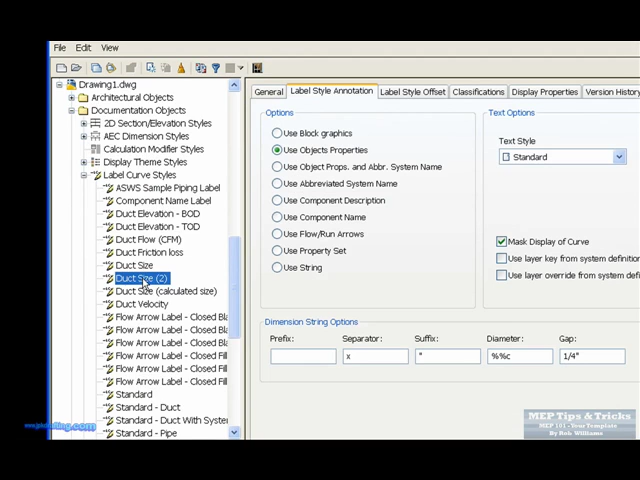 File Edit View
Drawing1.dwg
Architectural Objects
Documentation Objects
2D Section/Elevation Styles
AEC Dimension Styles
Calculation Modifier Styles
Display Theme Styles
Label Curve Styles
ASWS Sample Piping Label
Component Name Label
Duct Elevation - BOD
Duct Elevation - TOD
Duct Flow (CFM)
Duct Friction loss
Duct Size
Duct Size (2)
Duct Size (calculated size)
Duct Velocity
Flow Arrow Label - Closed Bla
Flow Arrow Label - Closed Bla
Flow Arrow Label - Closed Bla
Flow Arrow Label - Closed Fill
Flow Arrow Label - Closed Fill
Flow Arrow Label - Closed Fill
Standard
Standard - Duct
Standard - Duct With System
Standard - Pipe
General Label Style Annotation Label Style Offset Classifications Display Properties Version History
Options
Use Block graphics
Use Objects Properties
Use Object Props. and Abbr. System Name
Use Abbreviated System Name
Use Component Description
Use Component Name
Use Flow/Run Arrows
Use Property Set
Use String
Text Options
Text Style
Standard
Mask Display of Curve
Use layer key from system definition
Use layer override from system defi
Dimension String Options
Prefix: Separator: Suffix: Diameter: Gap:
x " %%c 1/4"
MEP Tips & Tricks
MEP 101 - Your Template
By Rob Williams